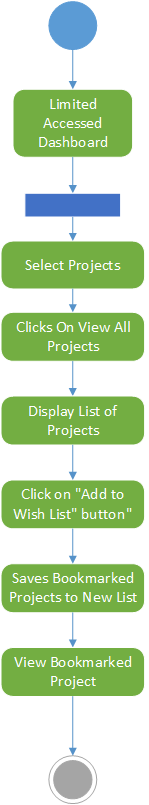 Limited
Accessed
Dashboard
Select Projects
Clicks On View All
Projects
Display List of
Projects
Click on "Add to
Wish List" button"
Saves Bookmarked
Projects to New List
View Bookmarked
Project